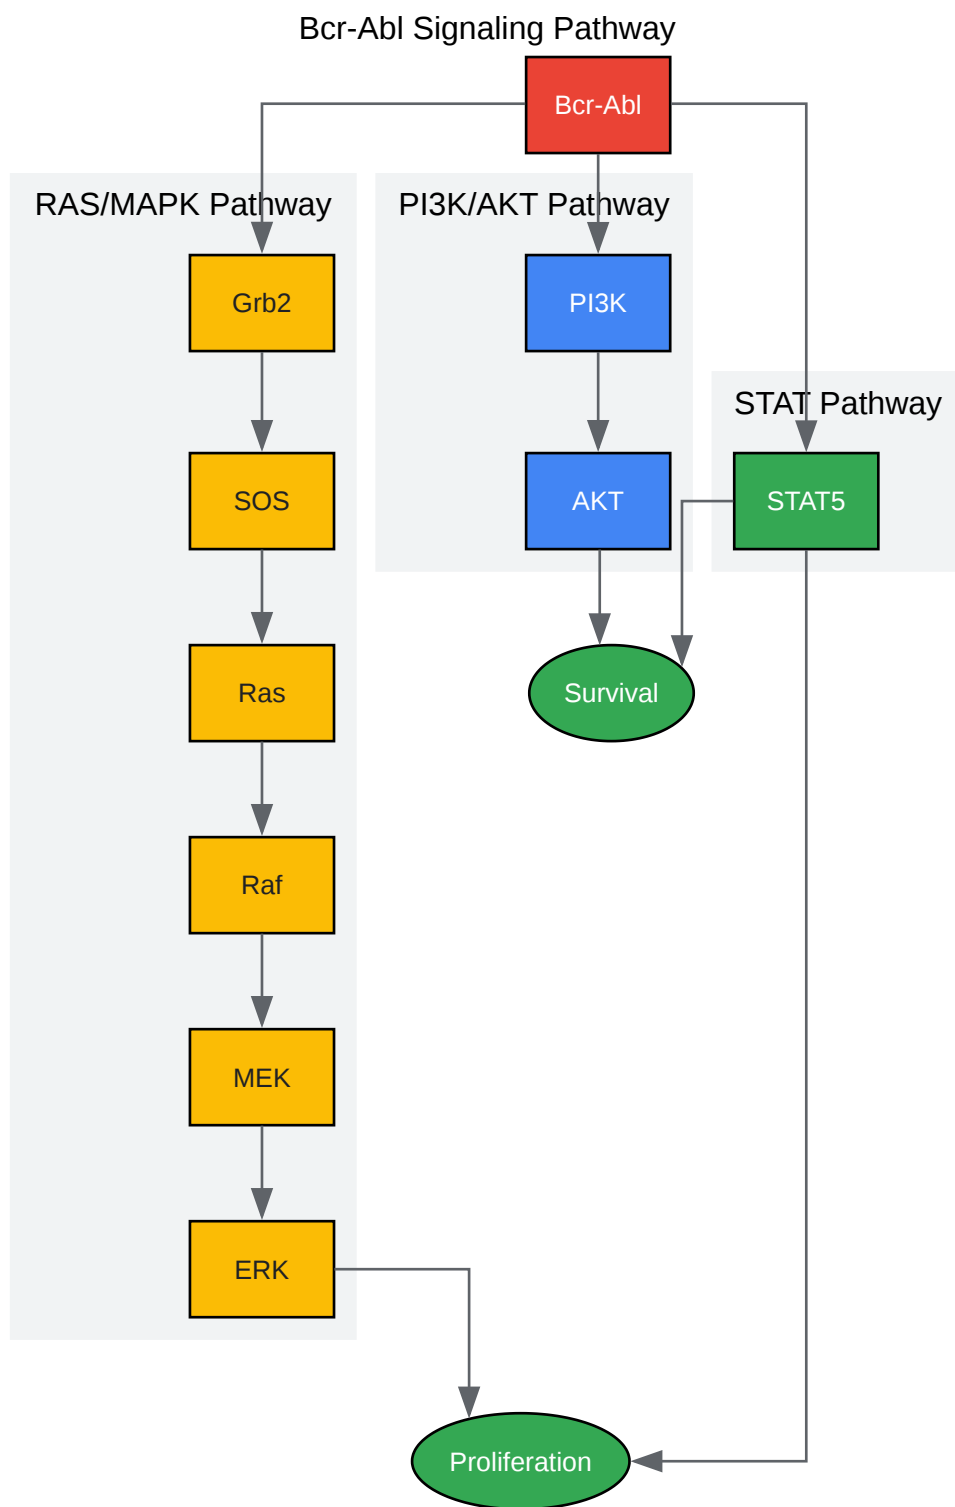 Bcr-Abl Signaling Pathway
Bcr-Abl
RAS/MAPK Pathway
PI3K/AKT Pathway
Grb2
PI3K
STAT Pathway
SOS
AKT
STAT5
Ras
Survival
Raf
MEK
ERK
Proliferation